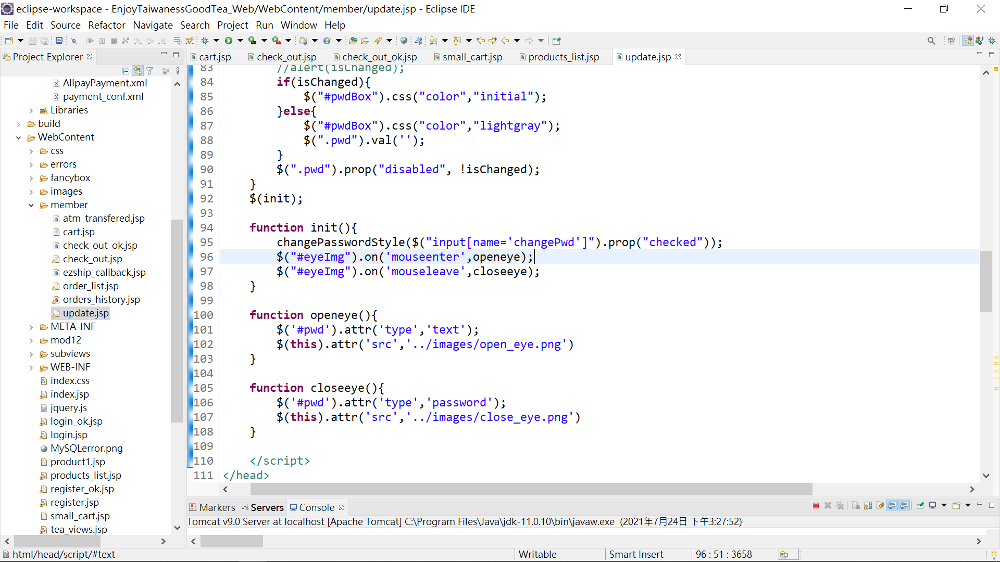 eclipse-workspace - EnjoyTaiwanessGoodTea_Web/WebContent/member/update.jsp - Eclipse IDE
File Edit Source Refactor Navigate Search Project Run Window Help
Project Explorer
AllpayPayment.xml
payment_conf.xml
Libraries
build
WebContent
css
errors
fancybox
images
member
atm_transfered.jsp
cart.jsp
check_out_ok.jsp
check_out.jsp
ezship_callback.jsp
order_list.jsp
orders_history.jsp
update.jsp
META-INF
mod12
subviews
WEB-INF
index.css
index.jsp
jquery.js
login_ok.jsp
login.jsp
MySQLerror.png
product1.jsp
products_list.jsp
register_ok.jsp
register.jsp
small_cart.jsp
tea_views.jsp
cart.jsp check_out.jsp check_out_ok.jsp small_cart.jsp products_list.jsp update.jsp
83 //alert(isChanged);
84 if(isChanged){
85 $("#pwdBox").css("color","initial");
86 }else{
87 $("#pwdBox").css("color","lightgray");
88 $(".pwd").val('');
89 }
90 $(".pwd").prop("disabled", !isChanged);
91 }
92 $(init);
93
94 function init(){
95 changePasswordStyle($("input[name='changePwd']").prop("checked"));
96 $("#eyeImg").on('mouseenter',openeye);
97 $("#eyeImg").on('mouseleave',closeeye);
98 }
99
100 function openeye(){
101 $('#pwd').attr('type','text');
102 $(this).attr('src','../images/open_eye.png')
103 }
104
105 function closeeye(){
106 $('#pwd').attr('type','password');
107 $(this).attr('src','../images/close_eye.png')
108 }
109
110 </script>
111 </head>
Markers Servers Console
Tomcat v9.0 Server at localhost [Apache Tomcat] C:\Program Files\Java\jdk-11.0.10\bin\javaw.exe (2021年7月24日 下午3:27:52)
html/head/script/#text Writable Smart Insert 96 : 51 : 3658